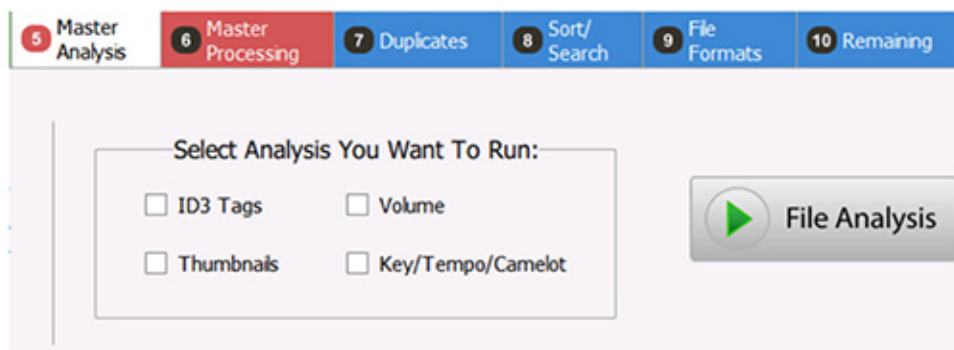 5 Master Analysis
6 Master Processing
7 Duplicates
8 Sort/ Search
9 File Formats
10 Remaining
Select Analysis You Want To Run:
ID3 Tags
Volume
Thumbnails
Key/Tempo/Camelot
File Analysis